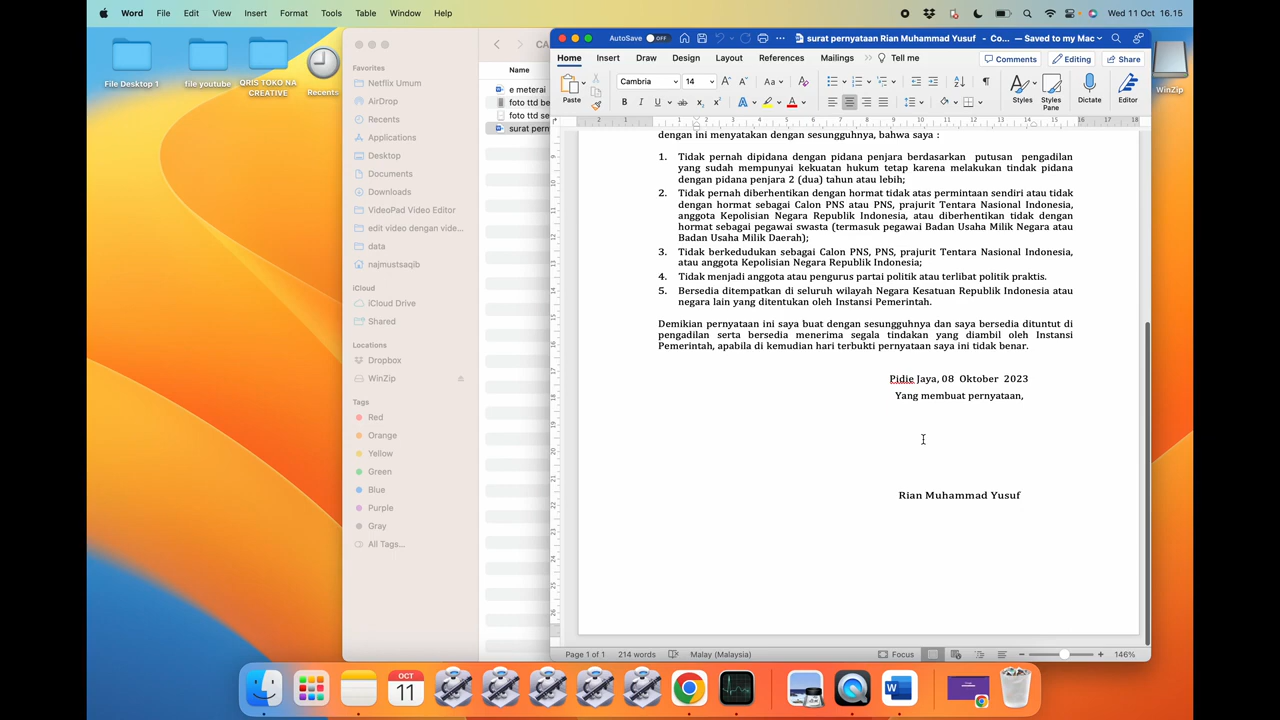 Word File Edit View Insert Format Tools Table Window Help
Wed 11 Oct 16.15
File Desktop 1
file youtube
QRIS TOKO NA
CREATIVE
Recents
WinZip
Favorites
Netflix Umum
AirDrop
Recents
Applications
Desktop
Documents
Downloads
VideoPad Video Editor
edit video dengan vide...
data
najmustsaqib
iCloud
iCloud Drive
Shared
Locations
Dropbox
WinZip
Tags
Red
Orange
Yellow
Green
Blue
Purple
Gray
All Tags...
CA
Name
e meterai
foto ttd be
foto ttd se
surat pern
AutoSave OFF
surat pernyataan Rian Muhammad Yusuf - Co... — Saved to my Mac
Home Insert Draw Design Layout References Mailings Tell me
Comments Editing Share
Paste
Cambria 14
Styles
Styles
Pane
Dictate
Editor
dengan ini menyatakan dengan sesungguhnya, bahwa saya :
1. Tidak pernah dipidana dengan pidana penjara berdasarkan putusan pengadilan
yang sudah mempunyai kekuatan hukum tetap karena melakukan tindak pidana
dengan pidana penjara 2 (dua) tahun atau lebih;
2. Tidak pernah diberhentikan dengan hormat tidak atas permintaan sendiri atau tidak
dengan hormat sebagai Calon PNS atau PNS, prajurit Tentara Nasional Indonesia,
anggota Kepolisian Negara Republik Indonesia, atau diberhentikan tidak dengan
hormat sebagai pegawai swasta (termasuk pegawai Badan Usaha Milik Negara atau
Badan Usaha Milik Daerah);
3. Tidak berkedudukan sebagai Calon PNS, PNS, prajurit Tentara Nasional Indonesia,
atau anggota Kepolisian Negara Republik Indonesia;
4. Tidak menjadi anggota atau pengurus partai politik atau terlibat politik praktis.
5. Bersedia ditempatkan di seluruh wilayah Negara Kesatuan Republik Indonesia atau
negara lain yang ditentukan oleh Instansi Pemerintah.
Demikian pernyataan ini saya buat dengan sesungguhnya dan saya bersedia dituntut di
pengadilan serta bersedia menerima segala tindakan yang diambil oleh Instansi
Pemerintah, apabila di kemudian hari terbukti pernyataan saya ini tidak benar.
Pidie Jaya, 08 Oktober 2023
Yang membuat pernyataan,
Rian Muhammad Yusuf
Page 1 of 1 214 words Malay (Malaysia) Focus 146%
OCT
11